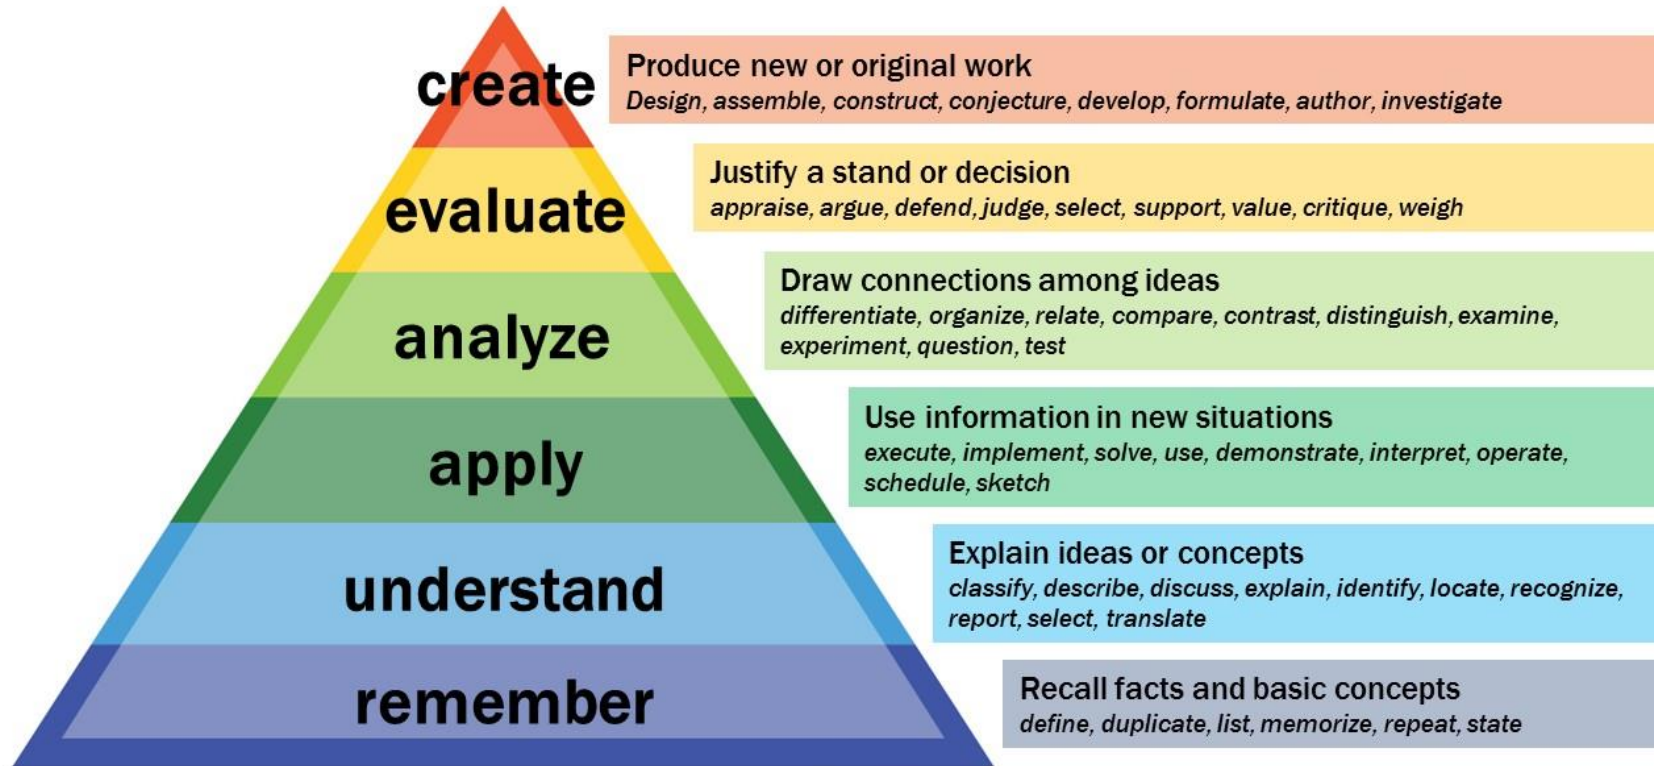 create
Produce new or original work
Design, assemble, construct, conjecture, develop, formulate, author, investigate
evaluate
Justify a stand or decision
appraise, argue, defend, judge, select, support, value, critique, weigh
analyze
Draw connections among ideas
differentiate, organize, relate, compare, contrast, distinguish, examine,
experiment, question, test
apply
Use information in new situations
execute, implement, solve, use, demonstrate, interpret, operate,
schedule, sketch
understand
Explain ideas or concepts
classify, describe, discuss, explain, identify, locate, recognize,
report, select, translate
remember
Recall facts and basic concepts
define, duplicate, list, memorize, repeat, state